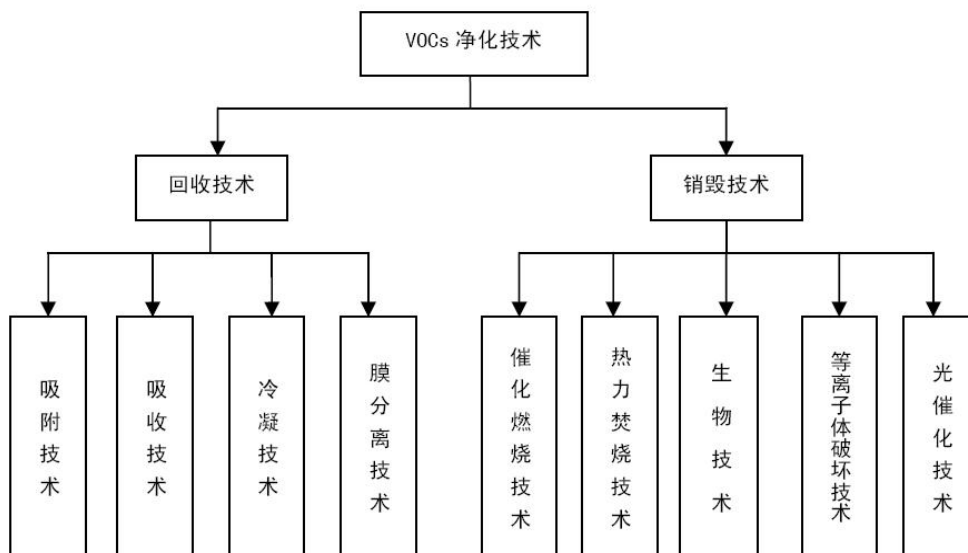 VOCs 净化技术
回收技术
销毁技术
吸附技术
吸收技术
冷凝技术
膜分离技术
催化燃烧技术
热力焚烧技术
生物技术
等离子体破坏技术
光催化技术